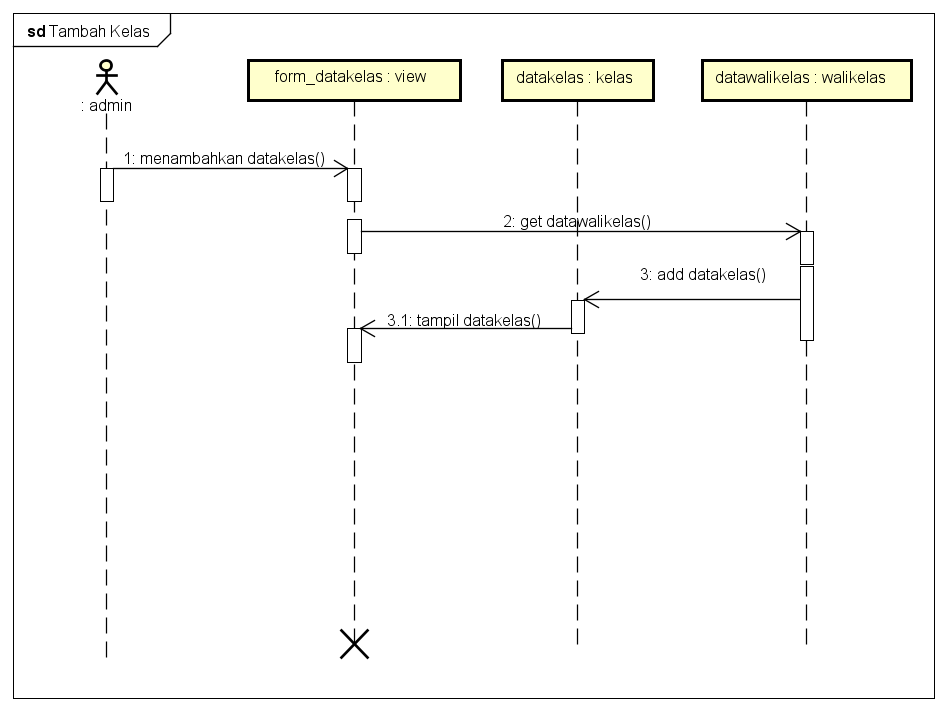 sd Tambah Kelas
: admin
form_datakelas : view
datakelas : kelas
datawalikelas : walikelas
1: menambahkan datakelas()
2: get datawalikelas()
3: add datakelas()
3.1: tampil datakelas()